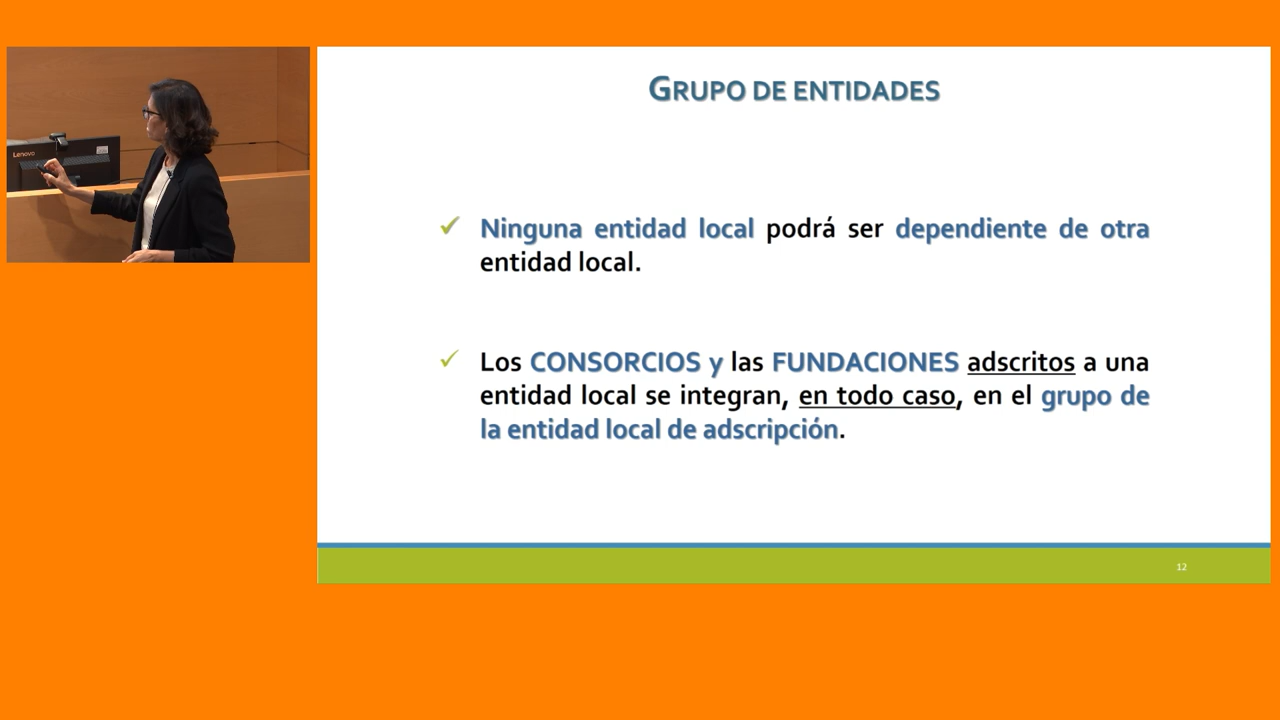 Lenovo
GRUPO DE ENTIDADES
✓ Ninguna entidad local podrá ser dependiente de otra
entidad local.
✓ Los CONSORCIOS y las FUNDACIONES adscritos a una
entidad local se integran, en todo caso, en el grupo de
la entidad local de adscripción.
12